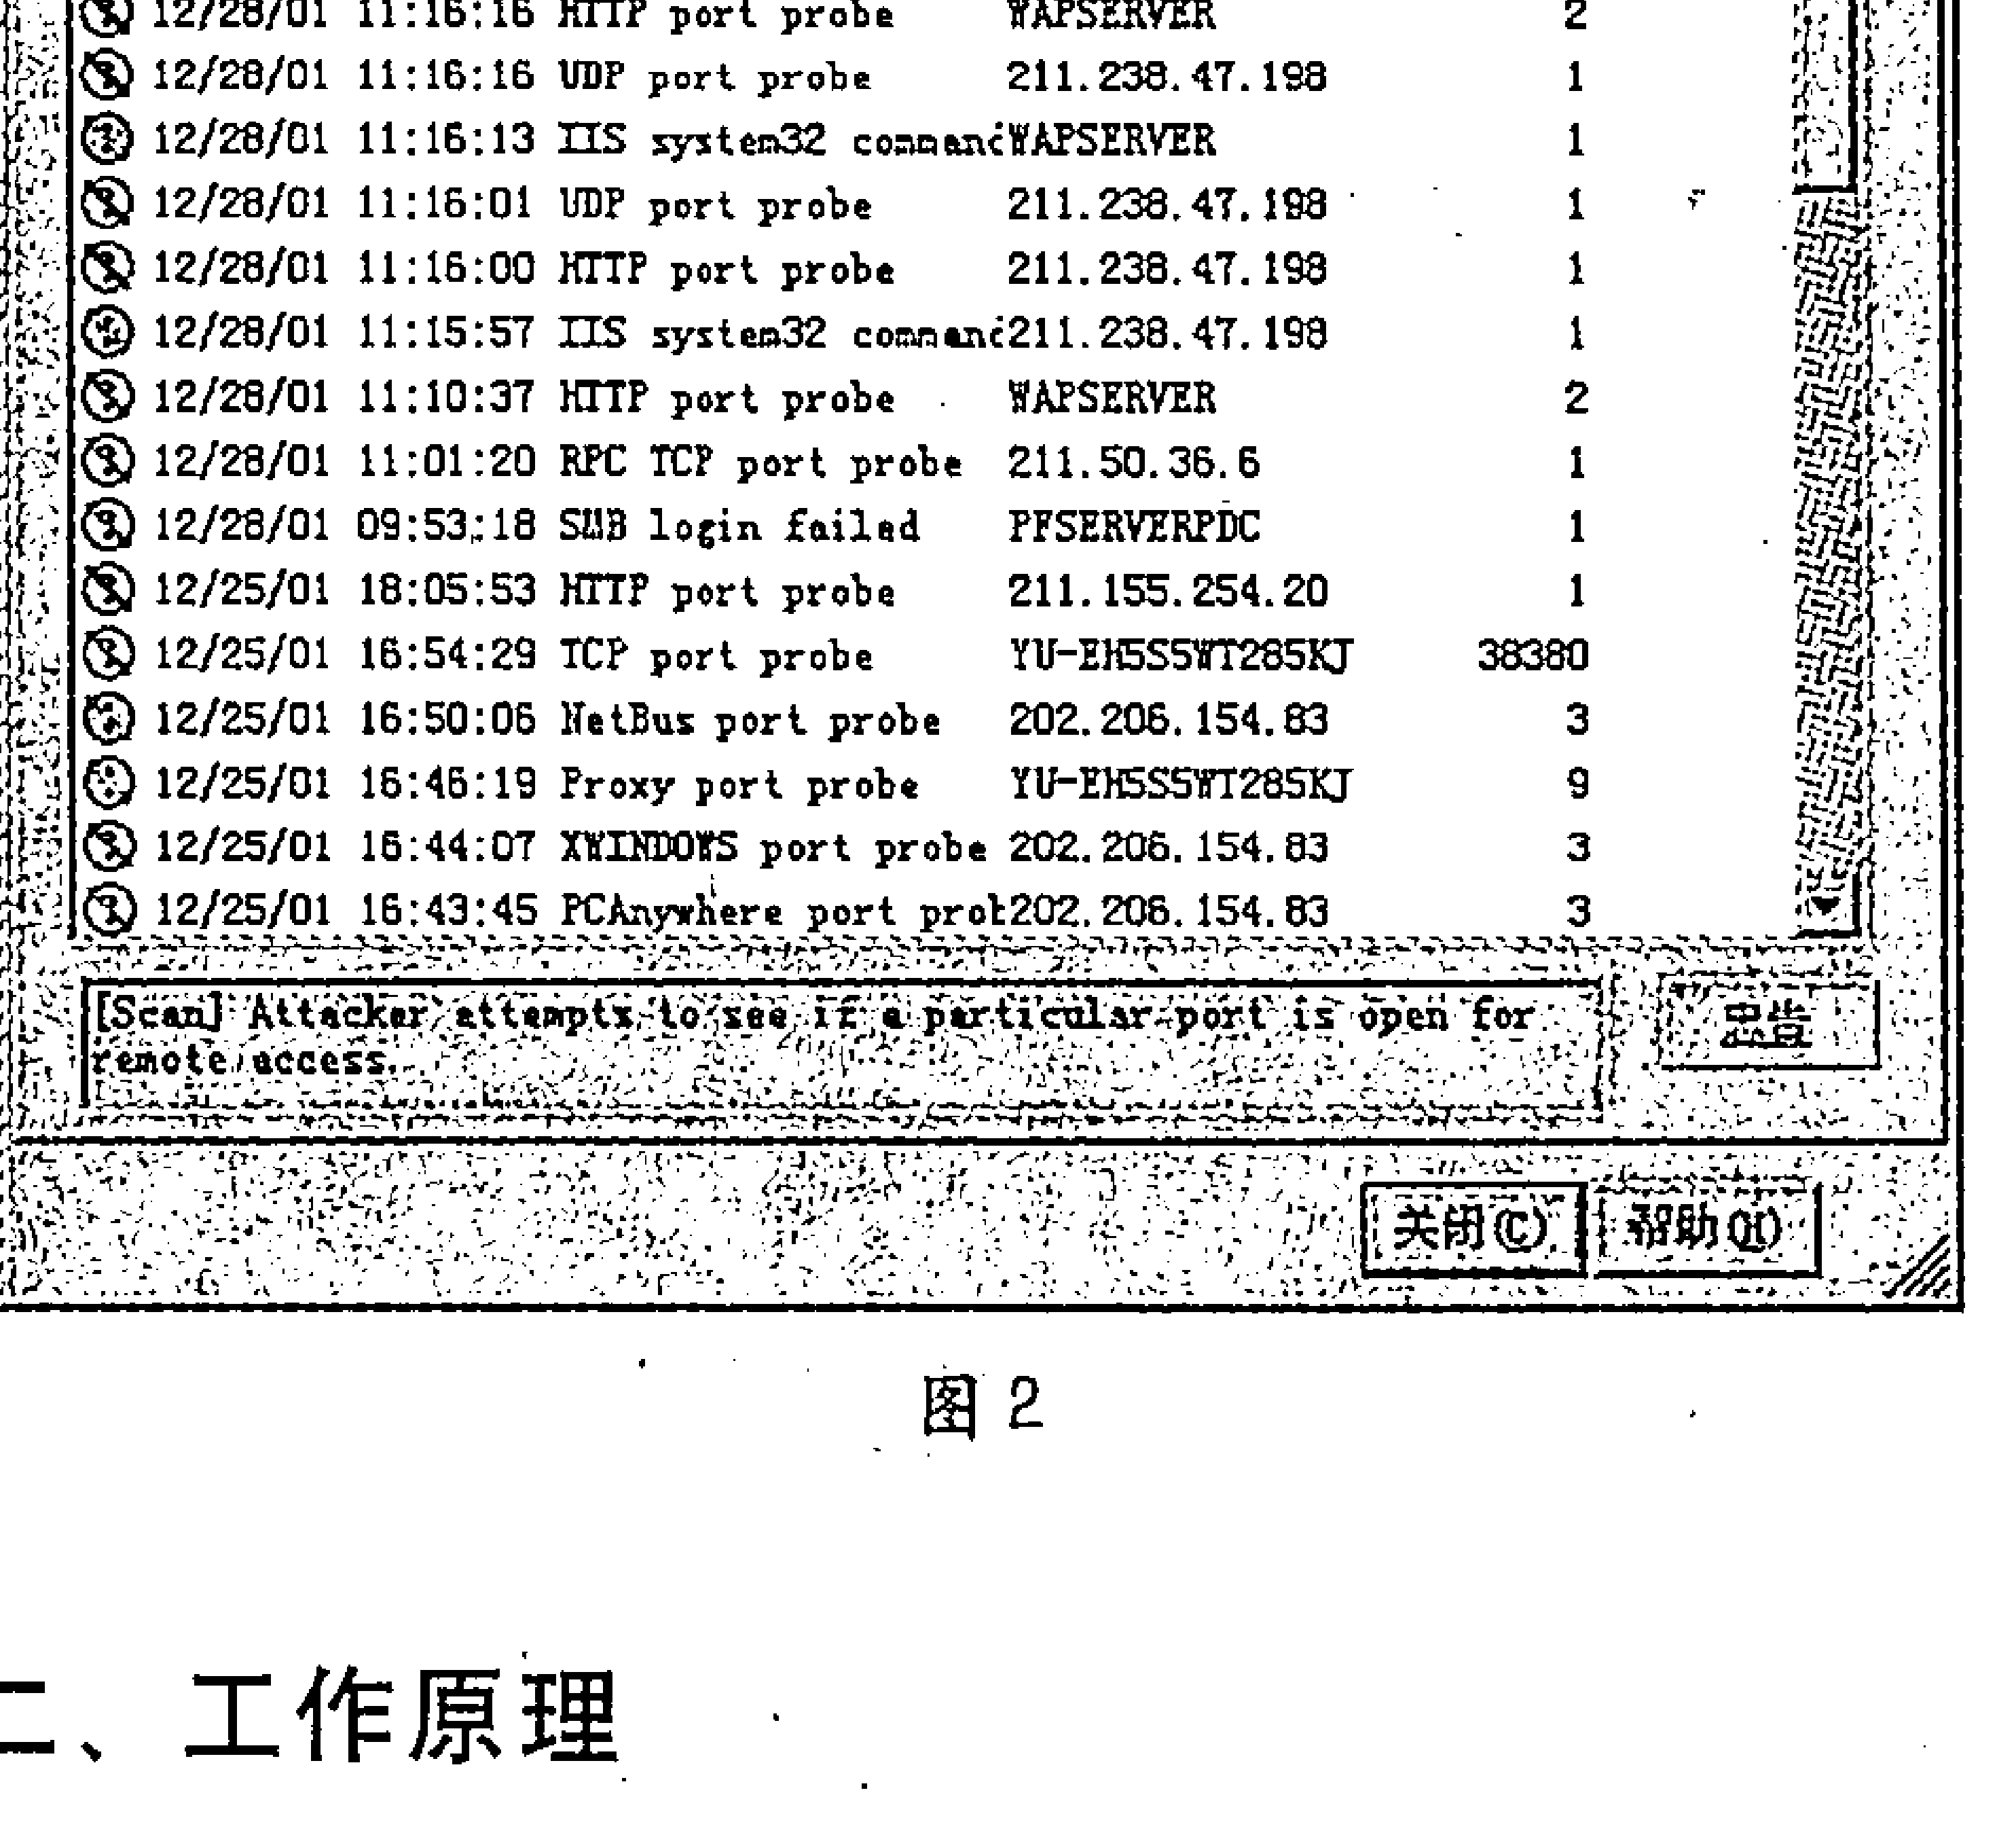 12/28/01 11:16:16 HTTP port probe WAPSERVER 2
12/28/01 11:16:16 UDP port probe 211.238.47.198 1
12/28/01 11:16:13 IIS system32 comman WAPSERVER 1
12/28/01 11:16:01 UDP port probe 211.238.47.198 1
12/28/01 11:16:00 HTTP port probe 211.238.47.198 1
12/28/01 11:15:57 IIS system32 comman 211.238.47.198 1
12/28/01 11:10:37 HTTP port probe WAPSERVER 2
12/28/01 11:01:20 RPC TCP port probe 211.50.36.6 1
12/28/01 09:53:18 SMB login failed PFSERVERPDC 1
12/25/01 18:05:53 HTTP port probe 211.155.254.20 1
12/25/01 16:54:29 TCP port probe YU-EH5S5WT285KJ 38380
12/25/01 16:50:06 NetBus port probe 202.206.154.83 3
12/25/01 16:46:19 Proxy port probe YU-EH5S5WT285KJ 9
12/25/01 16:44:07 XWINDOWS port probe 202.206.154.83 3
12/25/01 16:43:45 PCAnywhere port prob 202.206.154.83 3
[Scan] Attacker attempts to see if a particular port is open for
remote access.
忠告
关闭(C) 帮助(H)
图 2
二、工作原理